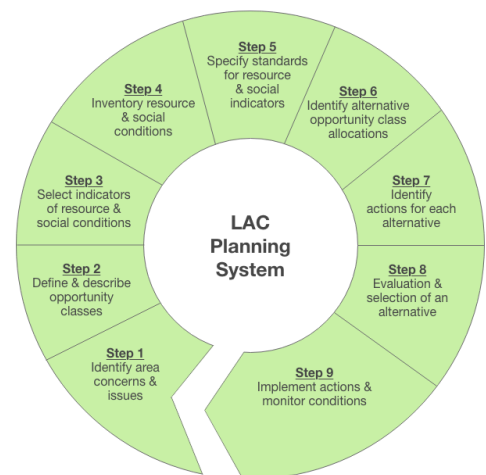 Step 5
Specify standards
for resource
& social
indicators
Step 4
Inventory resource
& social
conditions
Step 6
Identify alternative
opportunity class
allocations
Step 3
Select indicators
of resource &
social conditions
Step 7
Identify
actions for each
alternative
LAC
Planning
System
Step 2
Define & describe
opportunity
classes
Step 8
Evaluation &
selection of an
alternative
Step 1
Identify area
concerns &
issues
Step 9
Implement actions &
monitor conditions